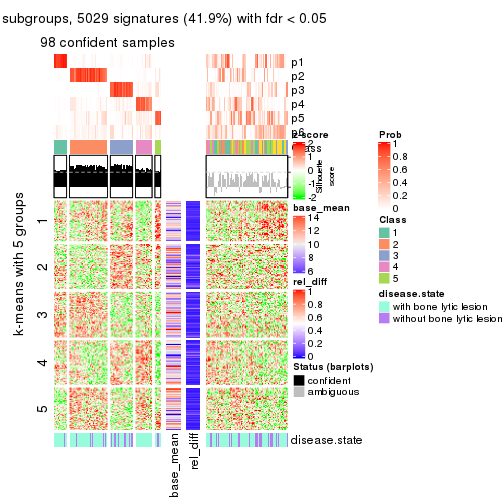 subgroups, 5029 signatures (41.9%) with fdr < 0.05
98 confident samples
p1
p2
p3
p4
p5
p6
Class
Silhouette
score
k-means with 5 groups
1
2
3
4
5
base_mean
rel_diff
disease.state
z-score
2
1
0
-1
-2
base_mean
14
12
10
8
6
rel_diff
1
0.8
0.6
0.4
0.2
0
Status (barplots)
confident
ambiguous
Prob
1
0.8
0.6
0.4
0.2
0
Class
1
2
3
4
5
disease.state
with bone lytic lesion
without bone lytic lesion